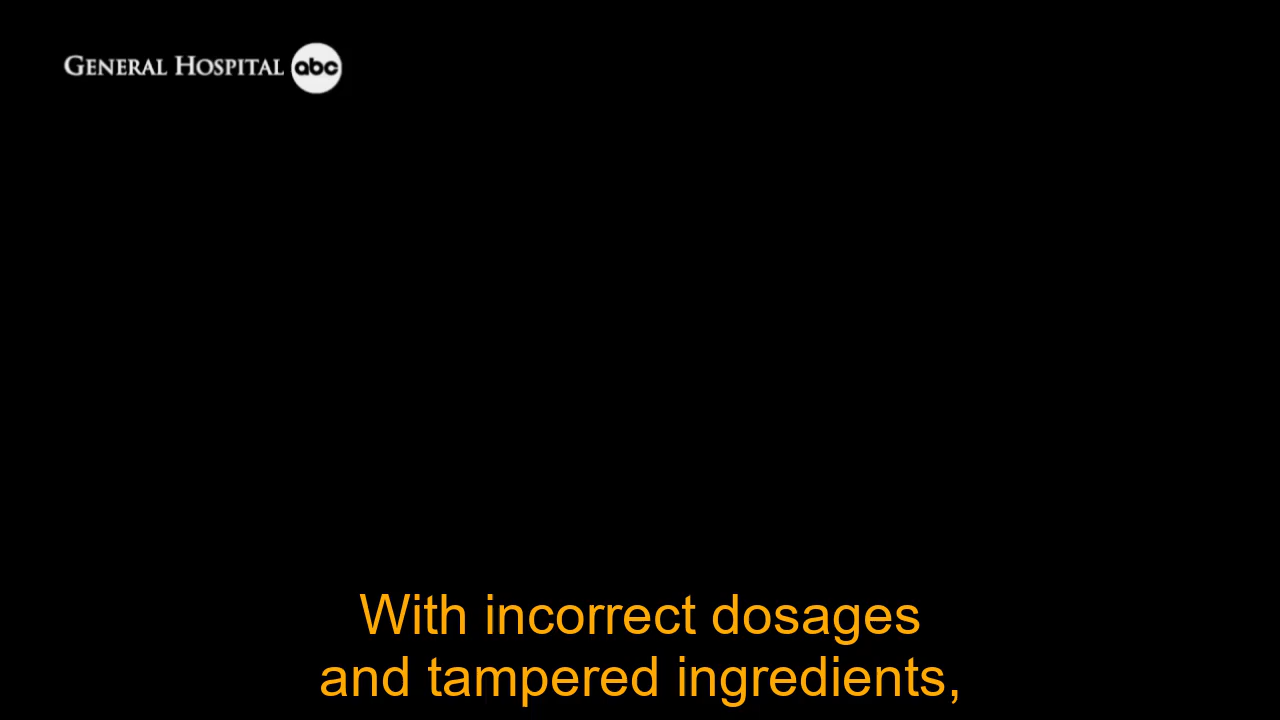 GENERAL HOSPITAL abc
With incorrect dosages
and tampered ingredients,